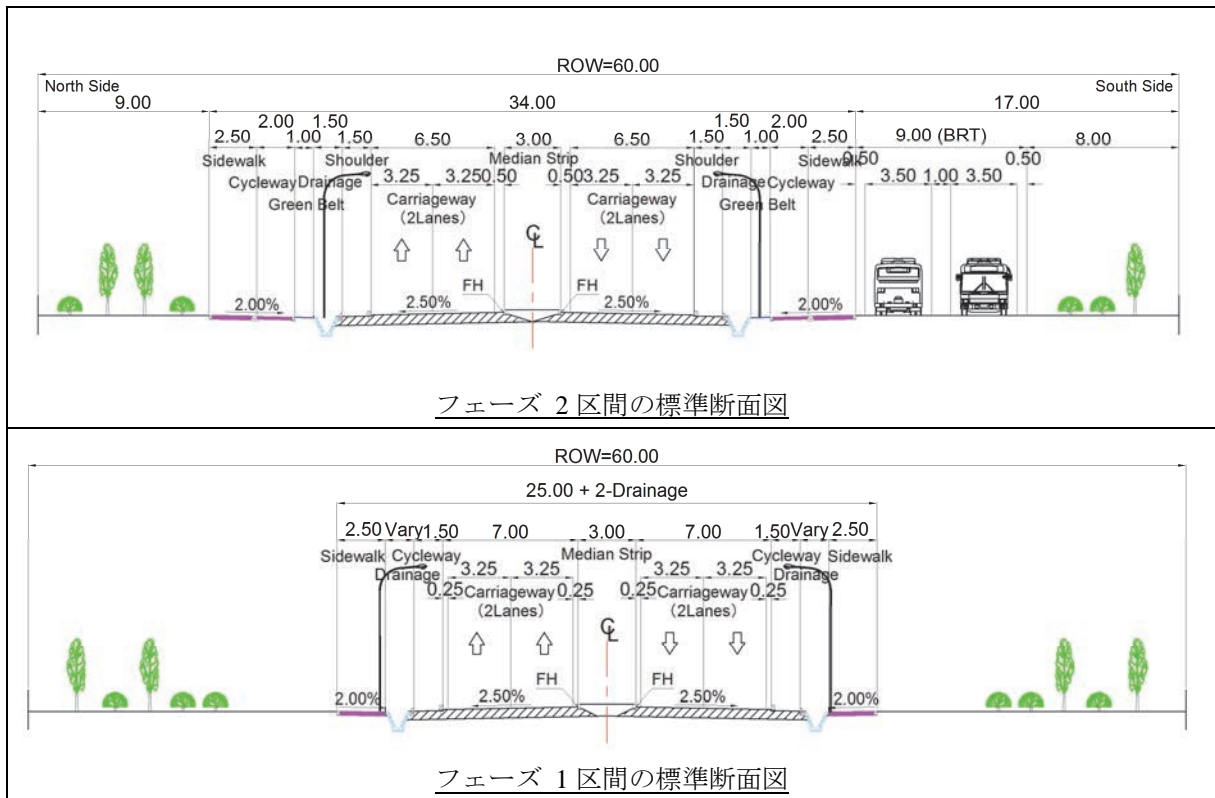 ROW=60.00
North Side
South Side
9.00
34.00
17.00
2.00 1.50
1.50 2.00
2.50 1.00 1.50 6.50 3.00 6.50 1.50 1.00 2.50 9.00 (BRT) 8.00
Sidewalk Shoulder Median Strip Shoulder Sidewalk 0.50 0.50
Cycleway Drainage 3.25 3.25 0.50 0.50 3.25 3.25 Drainage Cycleway 3.50 1.00 3.50
Green Belt Carriageway Carriageway Green Belt
(2Lanes) (2Lanes)
CL
FH FH
2.00% 2.50% 2.50% 2.00%
フェーズ 2 区間の標準断面図
ROW=60.00
25.00 + 2-Drainage
2.50 Vary 1.50 7.00 3.00 7.00 1.50 Vary 2.50
Sidewalk Cycleway Median Strip Cycleway Sidewalk
Drainage 3.25 3.25 3.25 3.25 Drainage
0.25 Carriageway 0.25 0.25 Carriageway 0.25
(2Lanes) (2Lanes)
CL
FH FH
2.00% 2.50% 2.50% 2.00%
フェーズ 1 区間の標準断面図